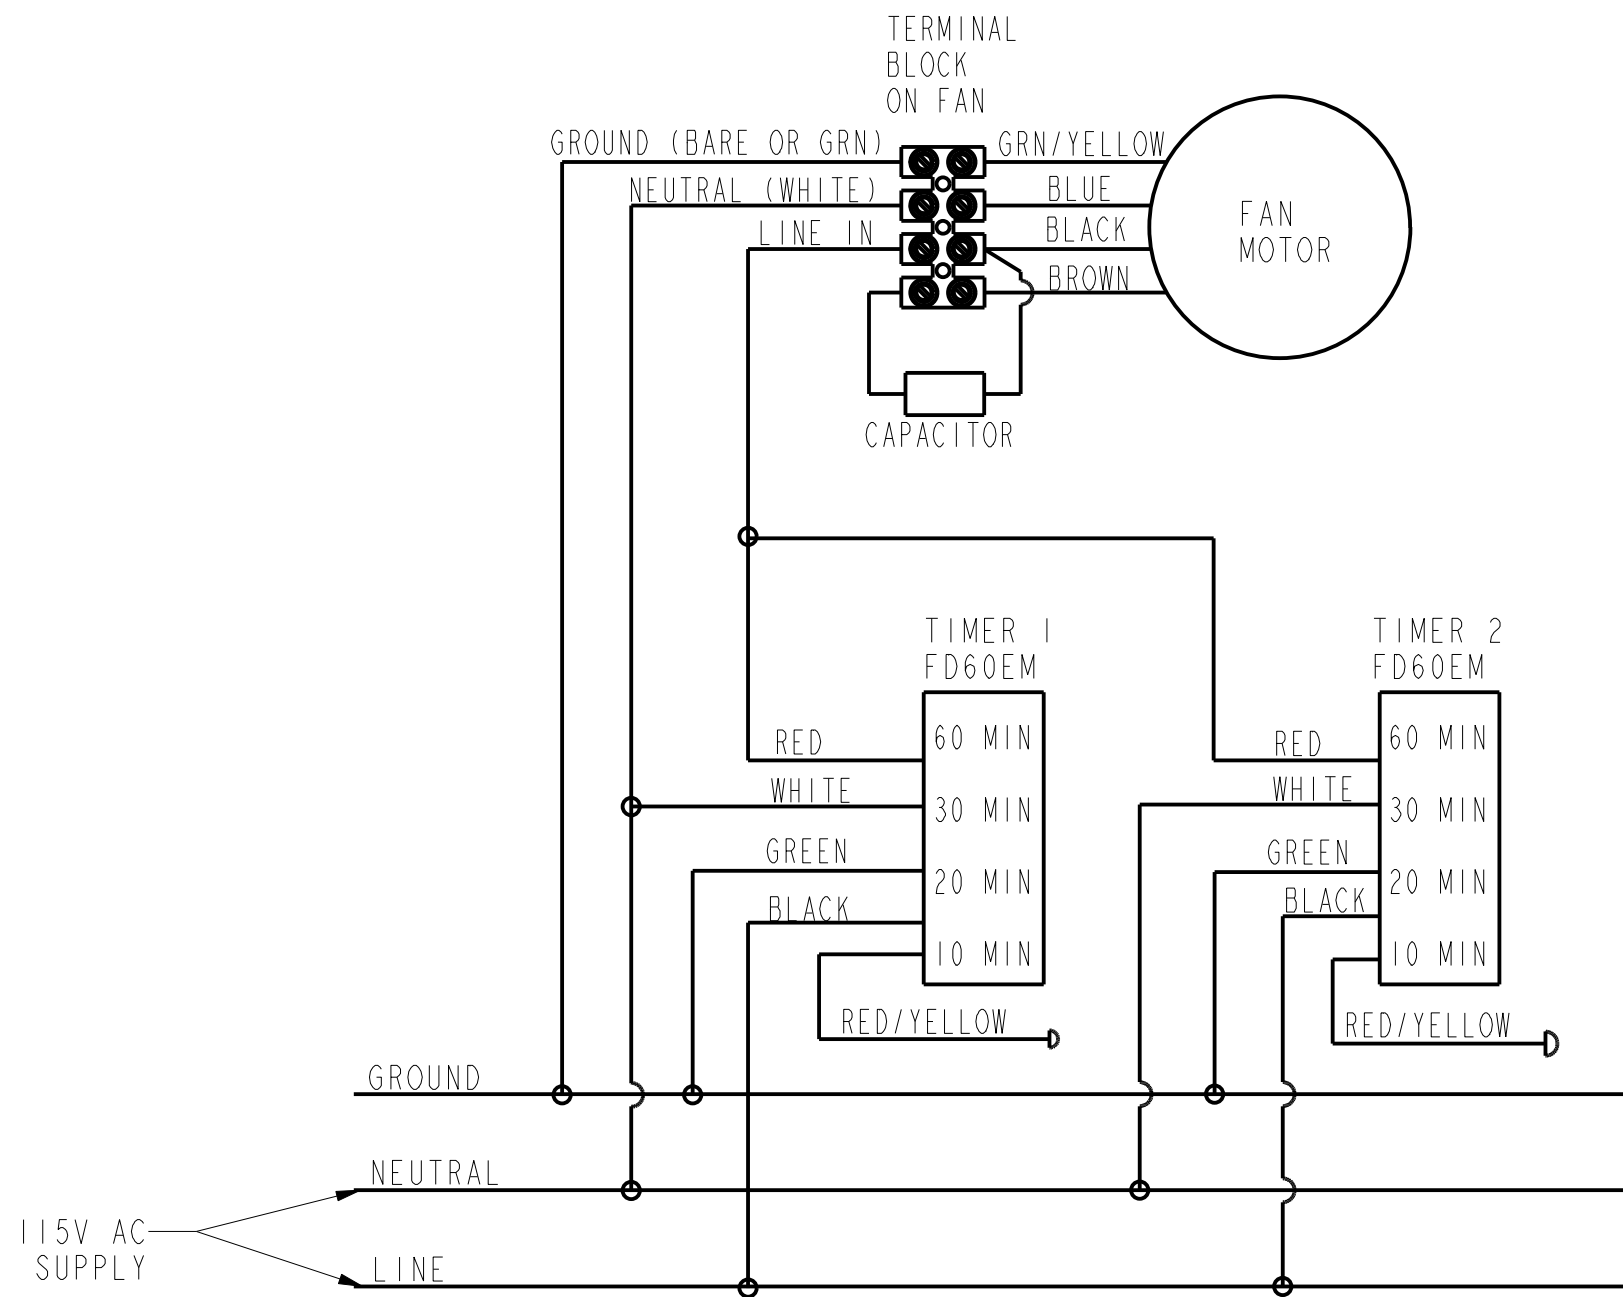 TERMINAL
BLOCK
ON FAN
GROUND (BARE OR GRN)
GRN/YELLOW
NEUTRAL (WHITE)
BLUE
LINE IN
BLACK
BROWN
FAN
MOTOR
CAPACITOR
TIMER 1
FD60EM
RED
60 MIN
WHITE
30 MIN
GREEN
20 MIN
BLACK
10 MIN
RED/YELLOW
TIMER 2
FD60EM
RED
60 MIN
WHITE
30 MIN
GREEN
20 MIN
BLACK
10 MIN
RED/YELLOW
GROUND
NEUTRAL
115V AC
SUPPLY
LINE